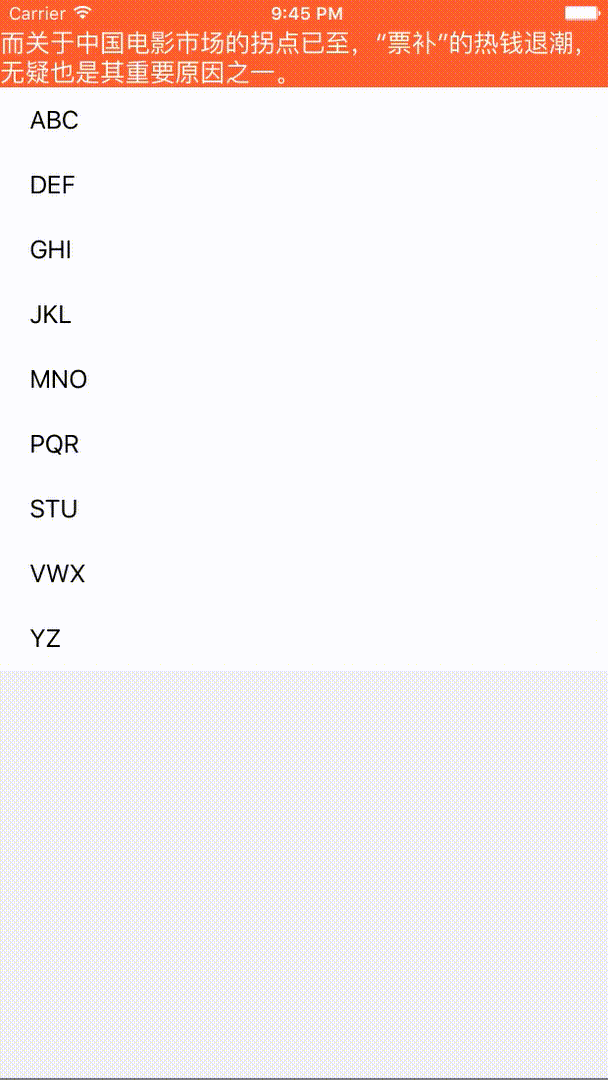 Carrier 9:45 PM
而关于中国电影市场的拐点已至，“票补”的热钱退潮，
无疑也是其重要原因之一。
ABC
DEF
GHI
JKL
MNO
PQR
STU
VWX
YZ